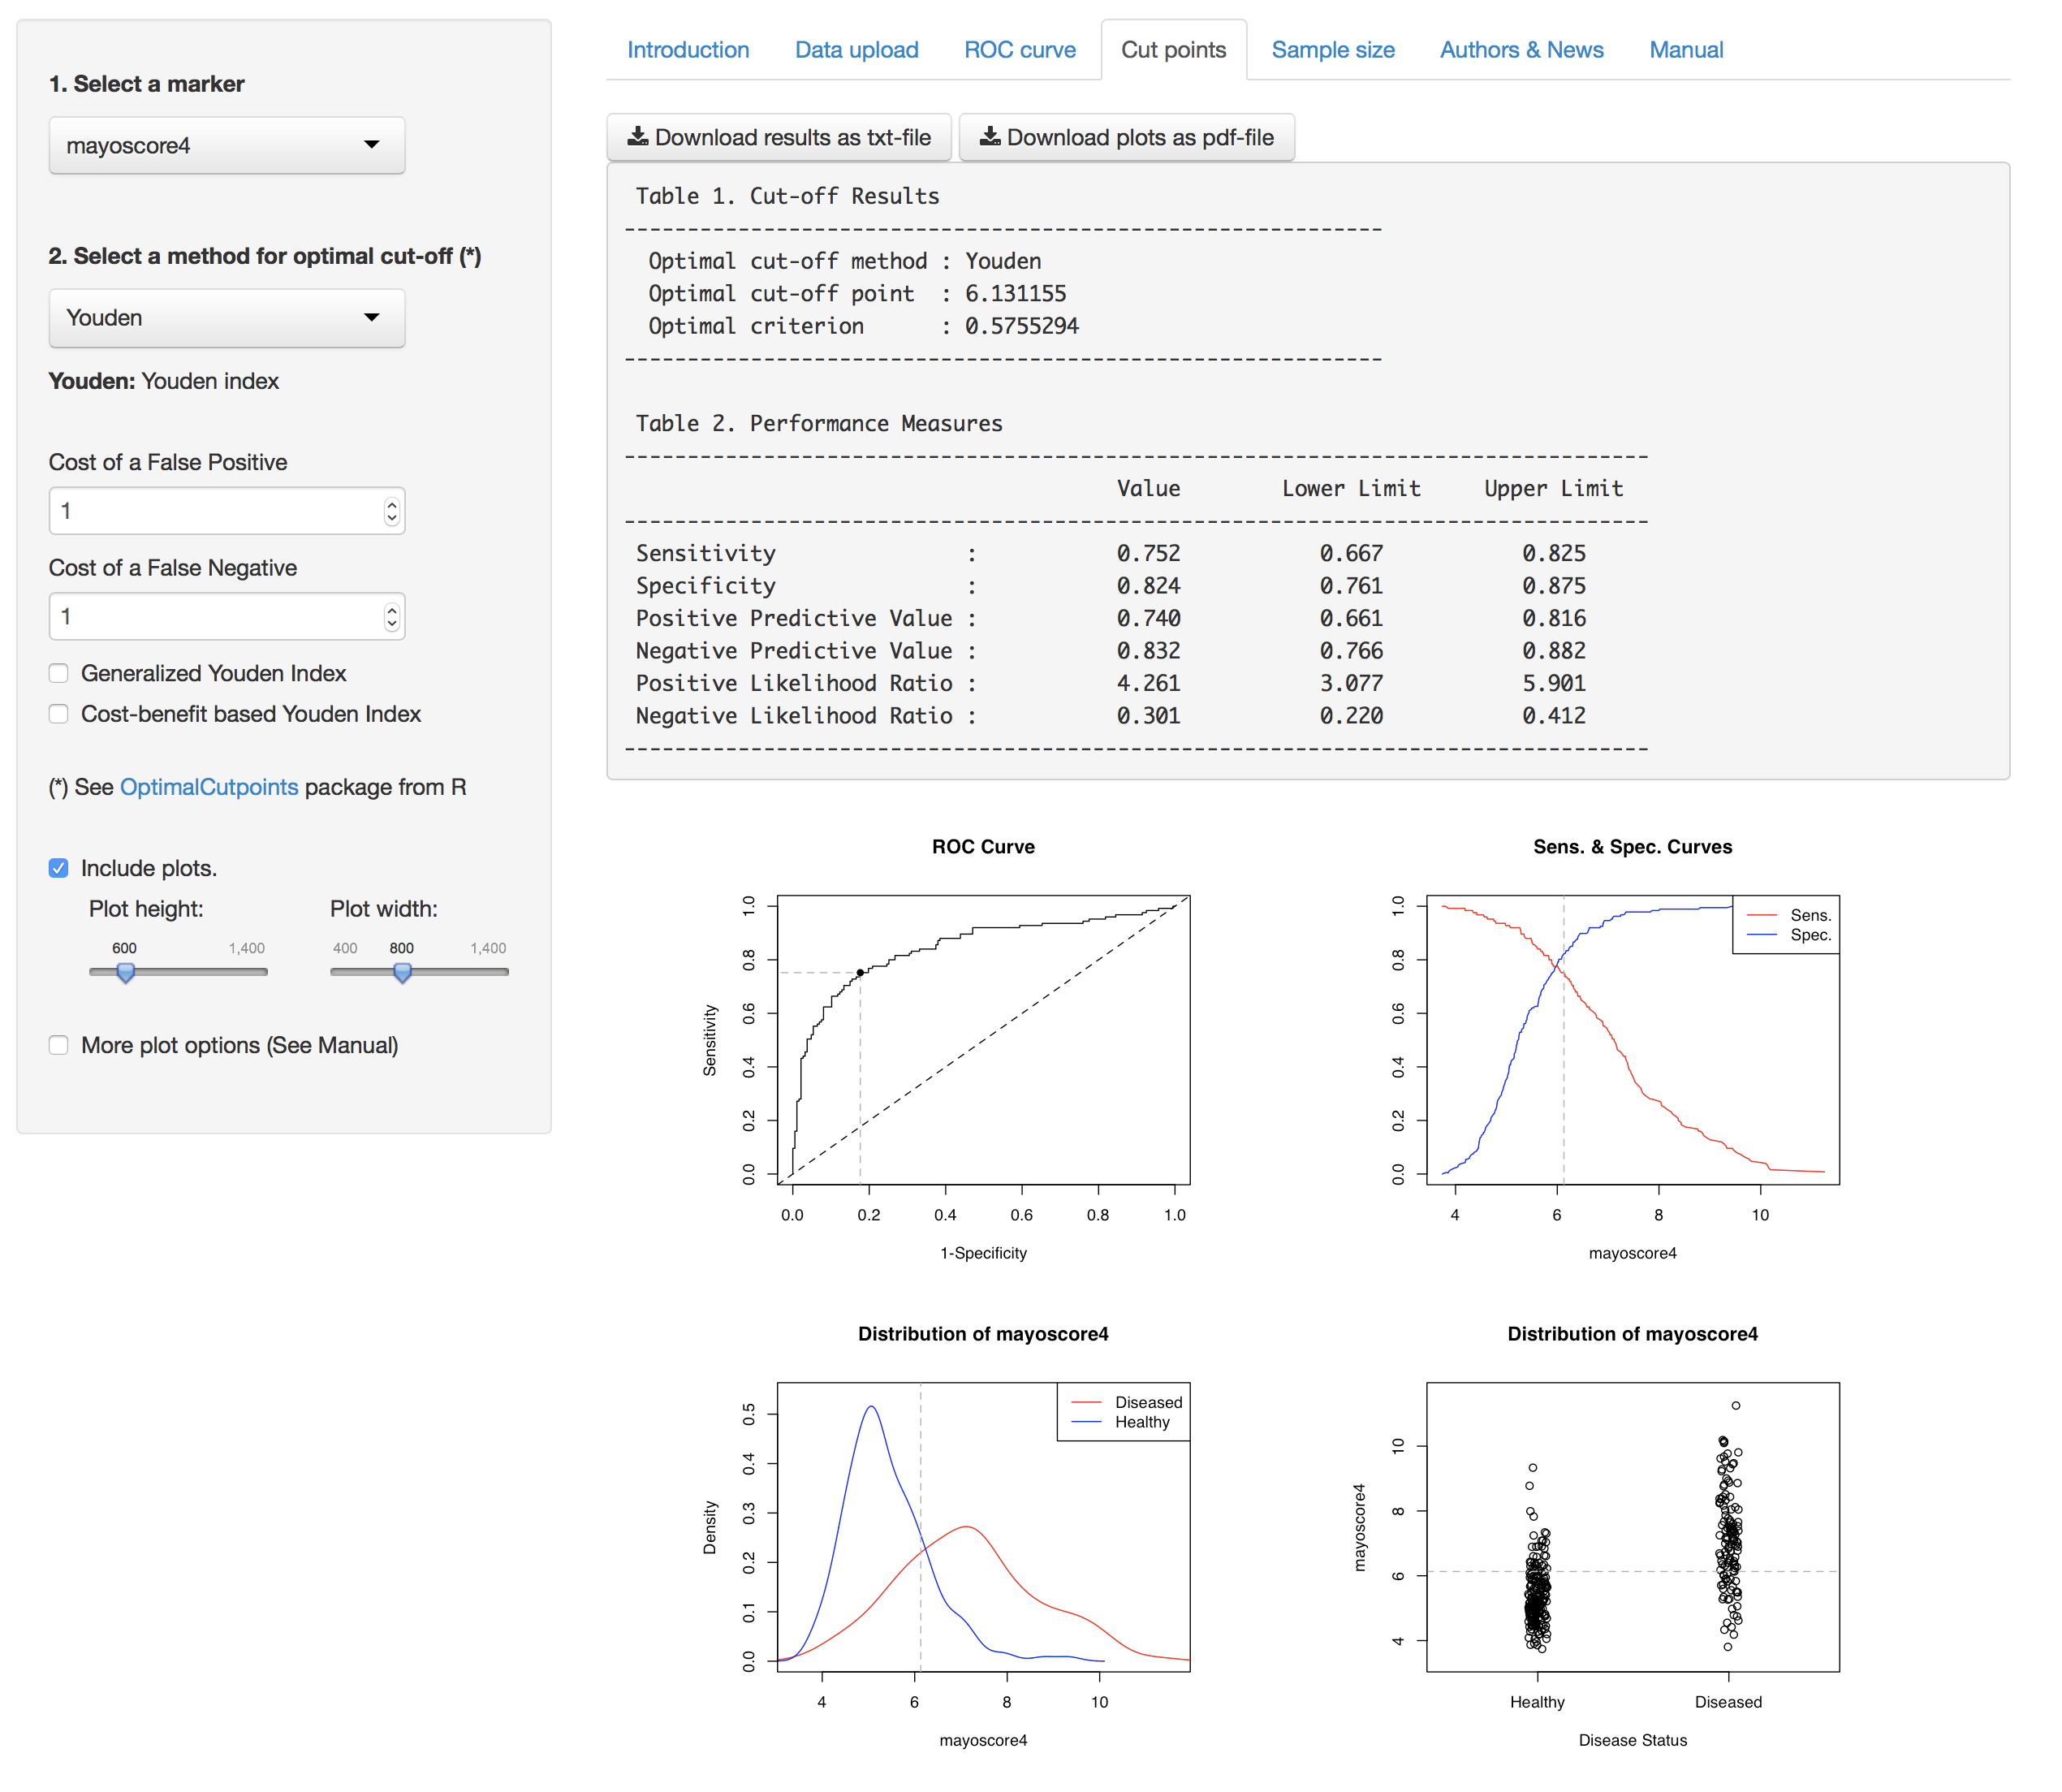 1. Select a marker
mayoscore4
2. Select a method for optimal cut-off (*)
Youden
Youden: Youden index
Cost of a False Positive
1
Cost of a False Negative
1
Generalized Youden Index
Cost-benefit based Youden Index
(*) See OptimalCutpoints package from R
Include plots.
Plot height: Plot width:
600 1,400 400 800 1,400
More plot options (See Manual)
Introduction Data upload ROC curve Cut points Sample size Authors & News Manual
Download results as txt-file Download plots as pdf-file
Table 1. Cut-off Results
------------------------------------------------------------
Optimal cut-off method : Youden
Optimal cut-off point : 6.131155
Optimal criterion : 0.5755294
------------------------------------------------------------
Table 2. Performance Measures
---------------------------------------------------------------------------------
Value Lower Limit Upper Limit
---------------------------------------------------------------------------------
Sensitivity : 0.752 0.667 0.825
Specificity : 0.824 0.761 0.875
Positive Predictive Value : 0.740 0.661 0.816
Negative Predictive Value : 0.832 0.766 0.882
Positive Likelihood Ratio : 4.261 3.077 5.901
Negative Likelihood Ratio : 0.301 0.220 0.412
---------------------------------------------------------------------------------
ROC Curve
Sensitivity
1.0
0.8
0.6
0.4
0.2
0.0
0.0 0.2 0.4 0.6 0.8 1.0
1-Specificity
Sens. & Spec. Curves
Sens.
Spec.
1.0
0.8
0.6
0.4
0.2
0.0
4 6 8 10
mayoscore4
Distribution of mayoscore4
Diseased
Healthy
Density
0.5
0.4
0.3
0.2
0.1
0.0
4 6 8 10
mayoscore4
Distribution of mayoscore4
mayoscore4
10
8
6
4
Healthy Diseased
Disease Status